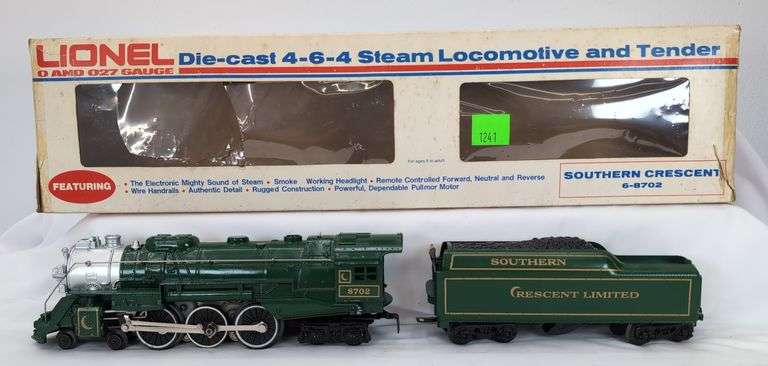 LIONEL
O AND O27 GAUGE
Die-cast 4-6-4 Steam Locomotive and Tender
1241
For ages 8 to adult
FEATURING
• The Electronic Mighty Sound of Steam • Smoke Working Headlight • Remote Controlled Forward, Neutral and Reverse
• Wire Handrails • Authentic Detail • Rugged Construction • Powerful, Dependable Pullmor Motor
SOUTHERN CRESCENT
6-8702
8702
SOUTHERN
CRESCENT LIMITED